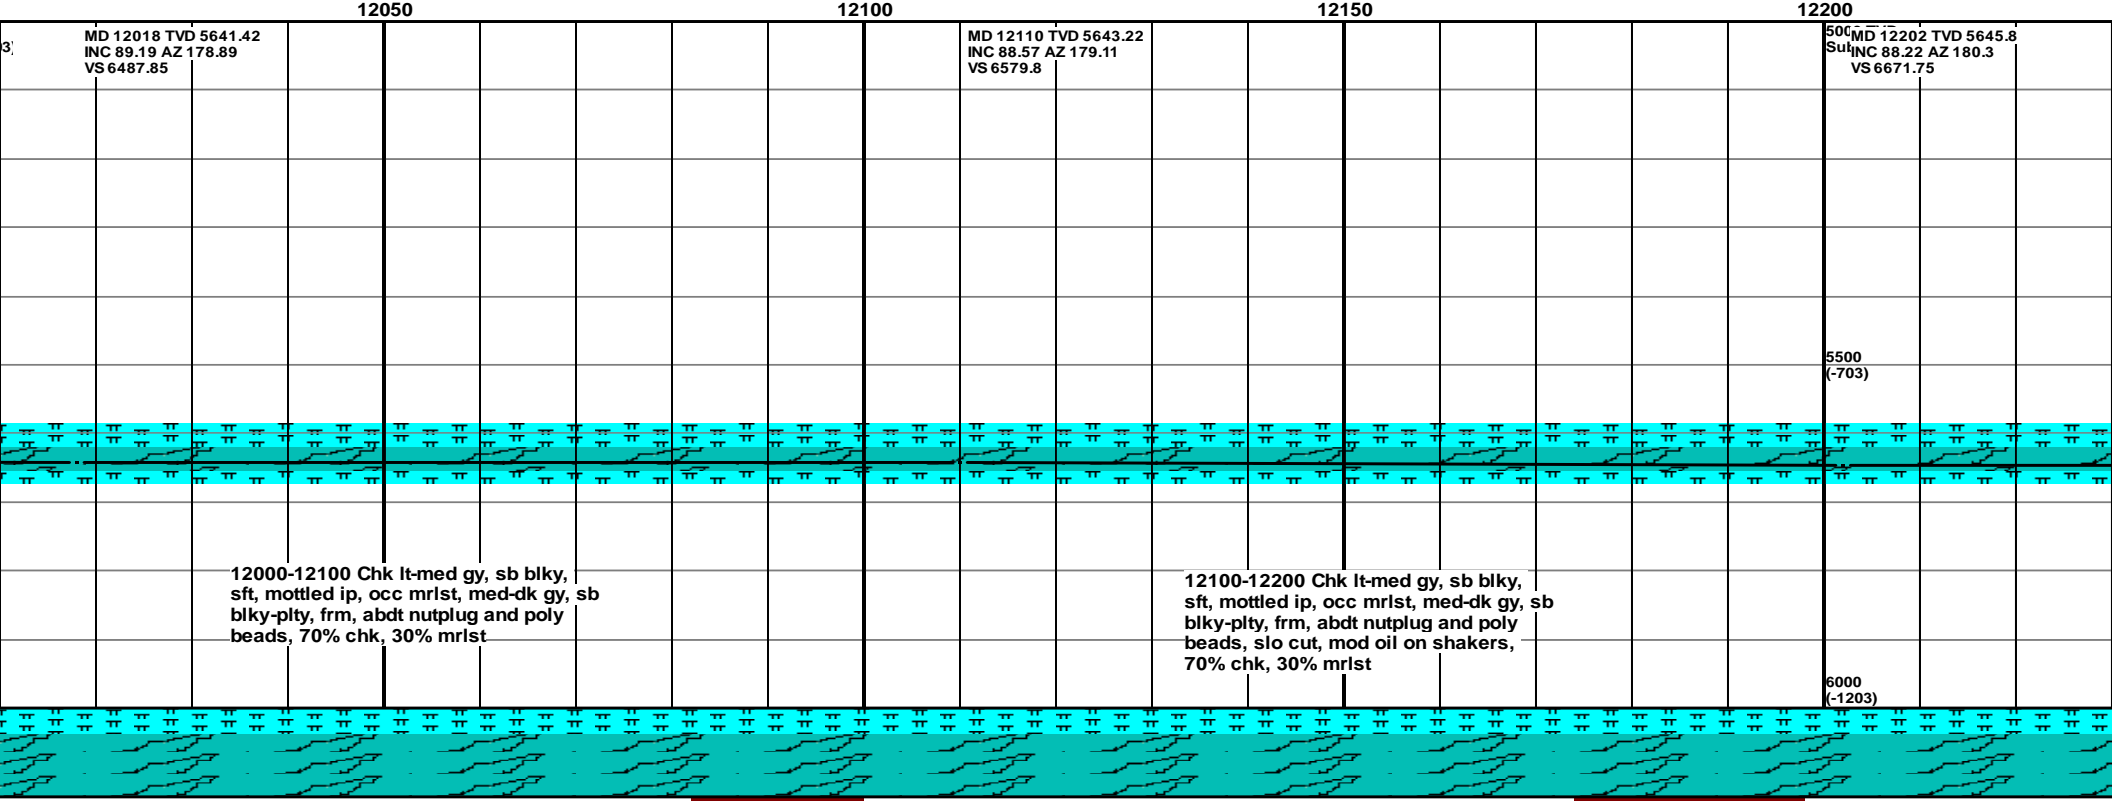 12050
12100
12150
12200
MD 12018 TVD 5641.42
INC 89.19 AZ 178.89
VS 6487.85
MD 12110 TVD 5643.22
INC 88.57 AZ 179.11
VS 6579.8
MD 12202 TVD 5645.8
INC 88.22 AZ 180.3
VS 6671.75
5500
(-703)
12000-12100 Chk lt-med gy, sb blky,
sft, mottled ip, occ mrlst, med-dk gy, sb
blky-plty, frm, abdt nutplug and poly
beads, 70% chk, 30% mrlst
12100-12200 Chk lt-med gy, sb blky,
sft, mottled ip, occ mrlst, med-dk gy, sb
blky-plty, frm, abdt nutplug and poly
beads, slo cut, mod oil on shakers,
70% chk, 30% mrlst
6000
(-1203)